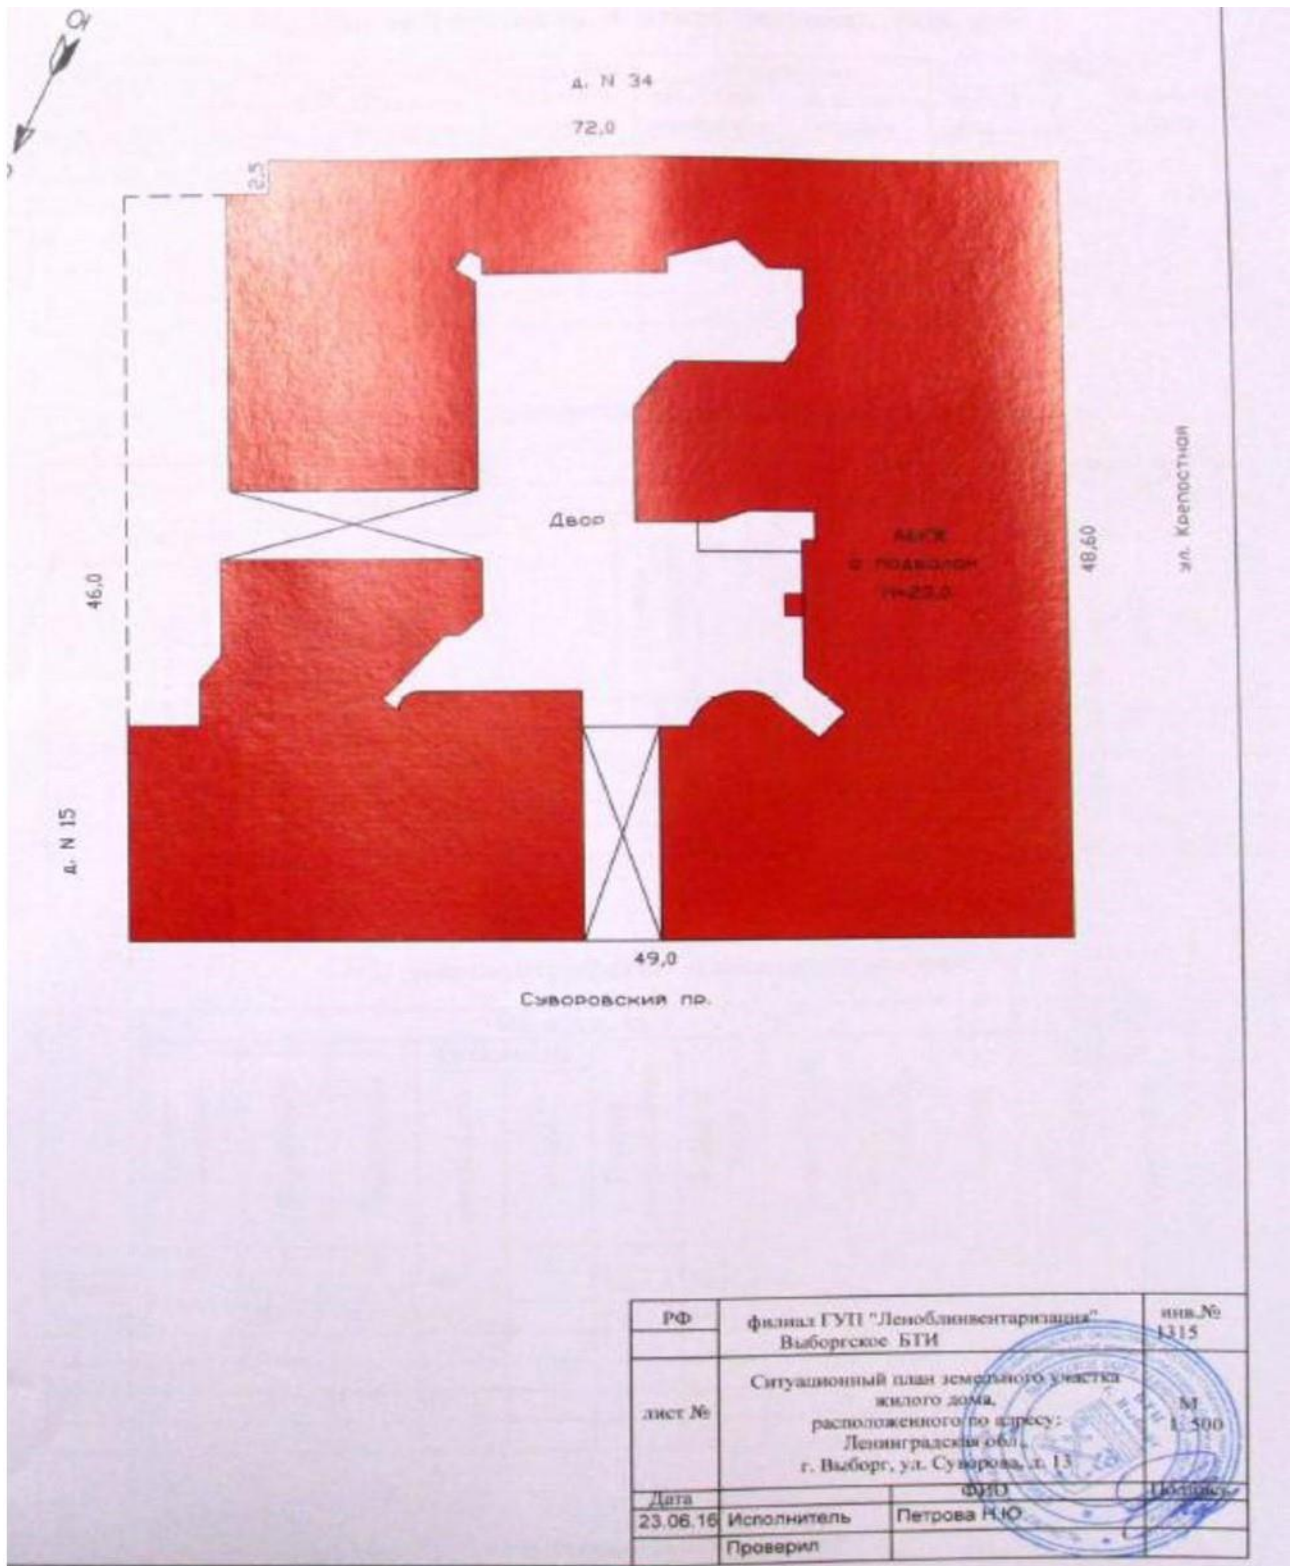 д. N 34
72,0
2,5
Двор
с подвалом
Н=23,0
46,0
48,60
ул. Крепостная
д. N 15
49,0
Суворовский пр.
РФ
филиал ГУП "Леноблинвентаризация"
Выборгское БТИ
инв.№
1315
лист №
Ситуационный план земельного участка
жилого дома,
расположенного по адресу:
Ленинградская обл.,
г. Выборг, ул. Суворова, д. 13
М
1: 500
Дата
ФИО
Подпись
23.06.16
Исполнитель
Петрова Н.Ю.
Проверил